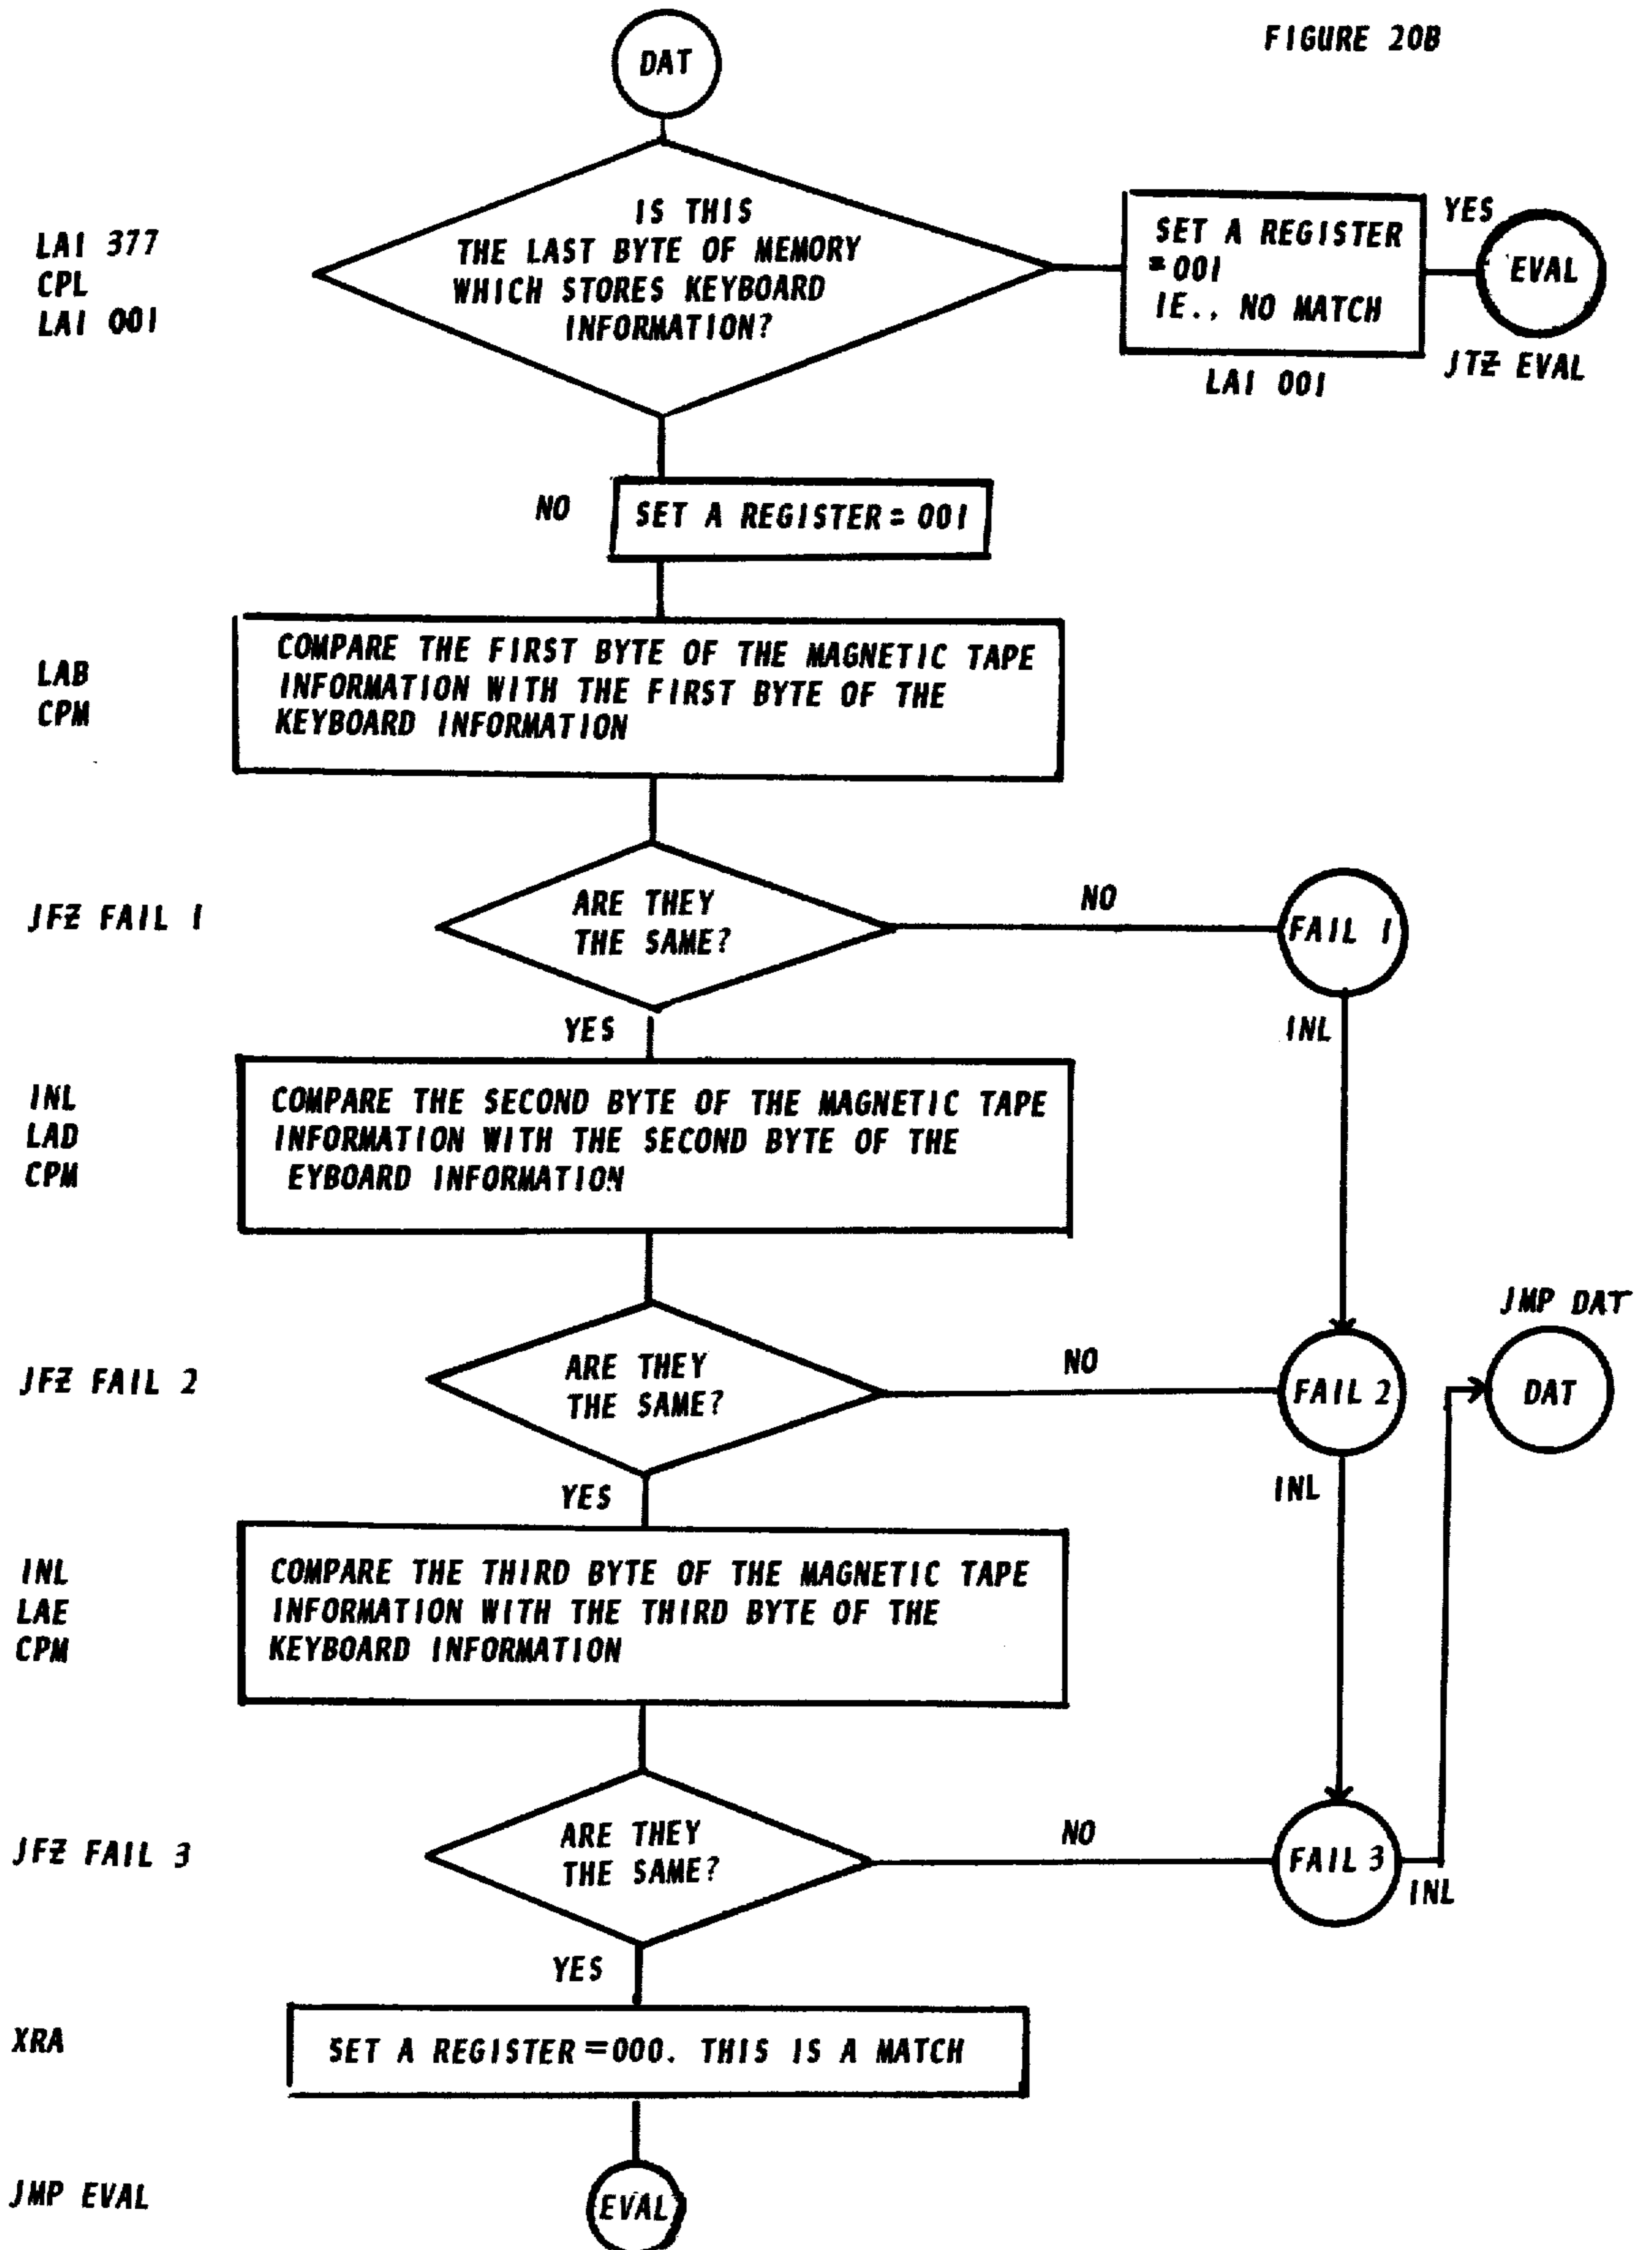 FIGURE 20B
DAT
LAI 377
CPL
LAI 001
IS THIS
THE LAST BYTE OF MEMORY
WHICH STORES KEYBOARD
INFORMATION?
SET A REGISTER
=001
IE., NO MATCH
LAI 001
YES
EVAL
JTZ EVAL
NO
SET A REGISTER = 001
LAB
CPM
COMPARE THE FIRST BYTE OF THE MAGNETIC TAPE
INFORMATION WITH THE FIRST BYTE OF THE
KEYBOARD INFORMATION
JFZ FAIL 1
ARE THEY
THE SAME?
NO
FAIL 1
YES
INL
INL
LAD
CPM
COMPARE THE SECOND BYTE OF THE MAGNETIC TAPE
INFORMATION WITH THE SECOND BYTE OF THE
EYBOARD INFORMATION
JFZ FAIL 2
ARE THEY
THE SAME?
NO
FAIL 2
JMP DAT
DAT
YES
INL
INL
LAE
CPM
COMPARE THE THIRD BYTE OF THE MAGNETIC TAPE
INFORMATION WITH THE THIRD BYTE OF THE
KEYBOARD INFORMATION
JFZ FAIL 3
ARE THEY
THE SAME?
NO
FAIL 3
INL
YES
XRA
SET A REGISTER =000. THIS IS A MATCH
JMP EVAL
EVAL